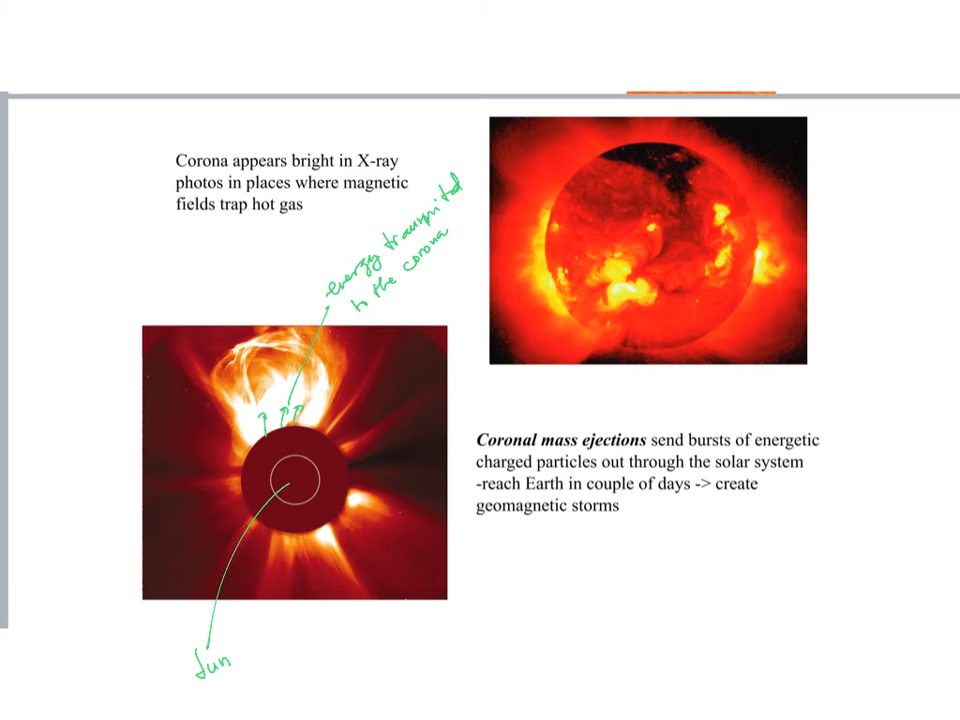 Corona appears bright in X-ray
photos in places where magnetic
fields trap hot gas
energy transmited
to the corona
Coronal mass ejections send bursts of energetic
charged particles out through the solar system
-reach Earth in couple of days -> create
geomagnetic storms
Sun